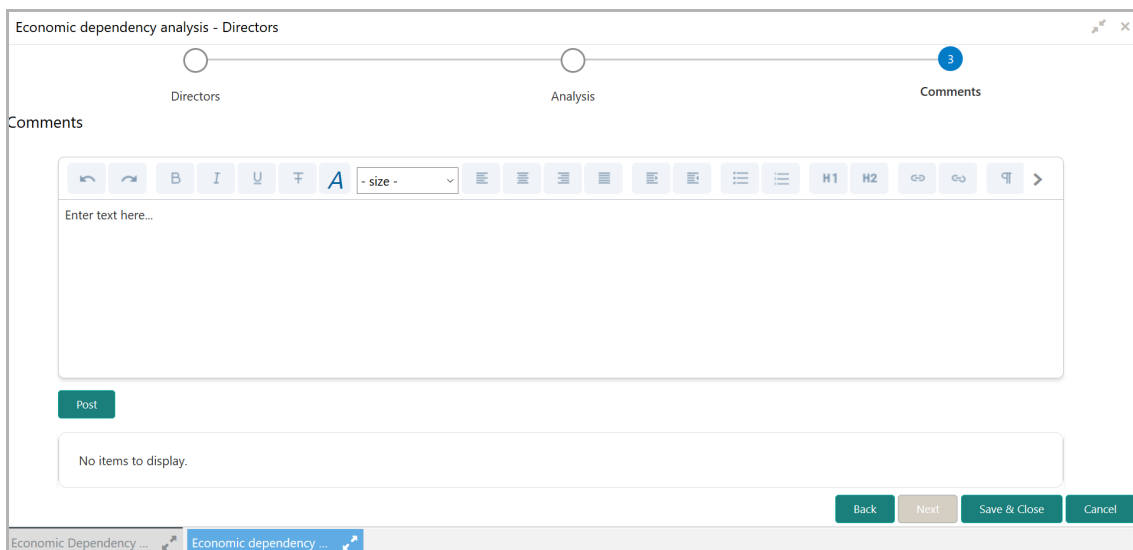 Economic dependency analysis - Directors
3
Directors Analysis Comments
Comments
B I U T A - size - H1 H2
Enter text here...
Post
No items to display.
Back Next Save & Close Cancel
Economic Dependency ... Economic dependency ...